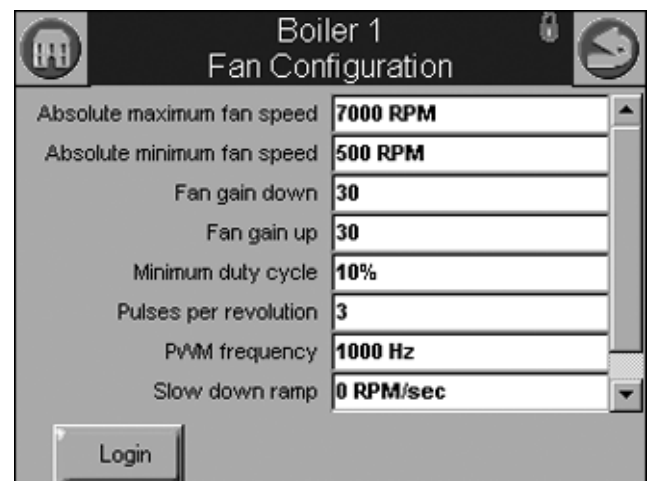 Boiler 1
Fan Configuration
Absolute maximum fan speed 7000 RPM
Absolute minimum fan speed 500 RPM
Fan gain down 30
Fan gain up 30
Minimum duty cycle 10%
Pulses per revolution 3
PWM frequency 1000 Hz
Slow down ramp 0 RPM/sec
Login